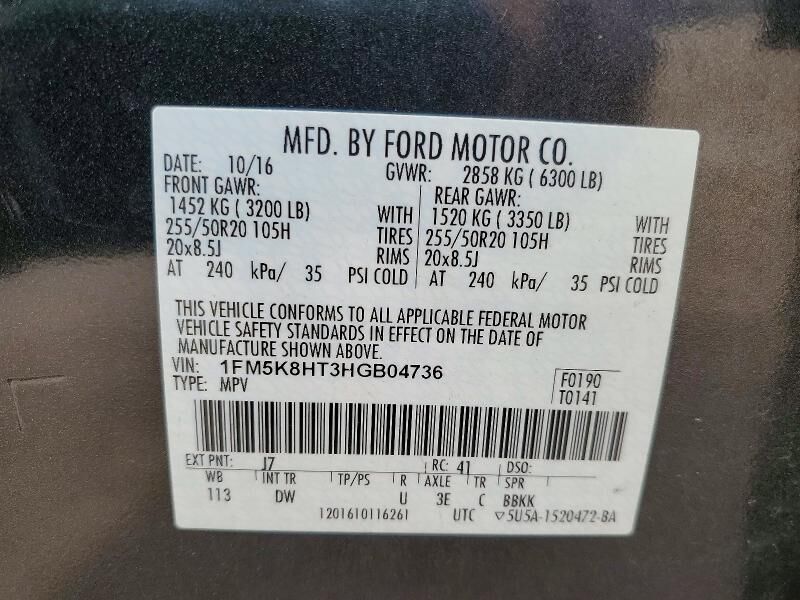 MFD. BY FORD MOTOR CO.
DATE: 10/16 GVWR: 2858 KG ( 6300 LB)
FRONT GAWR: REAR GAWR:
1452 KG ( 3200 LB) WITH 1520 KG ( 3350 LB) WITH
255/50R20 105H TIRES 255/50R20 105H TIRES
20x8.5J RIMS 20x8.5J RIMS
AT 240 kPa/ 35 PSI COLD AT 240 kPa/ 35 PSI COLD
THIS VEHICLE CONFORMS TO ALL APPLICABLE FEDERAL MOTOR
VEHICLE SAFETY STANDARDS IN EFFECT ON THE DATE OF
MANUFACTURE SHOWN ABOVE.
VIN: 1FM5K8HT3HGB04736
TYPE: MPV F0190
T0141
EXT PNT: J7 RC: 41 DSO:
WB INT TR TP/PS R AXLE TR SPR
113 DW U 3E C BBKK
1201610116261 UTC ▽5U5A-1520472-BA